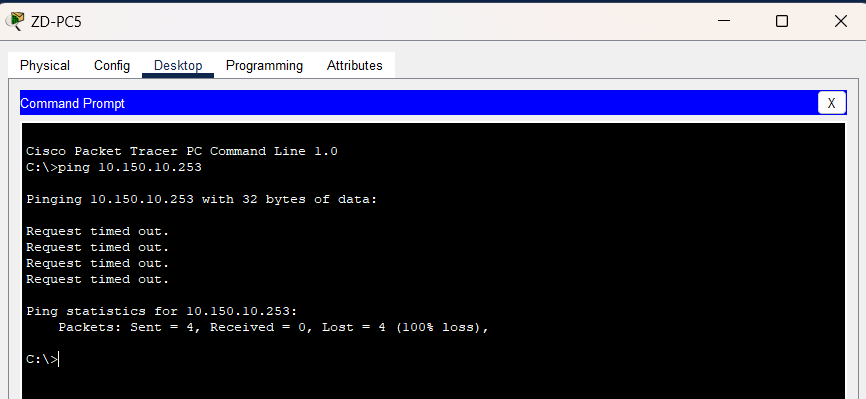 ZD-PC5
Physical Config Desktop Programming Attributes
Command Prompt X
Cisco Packet Tracer PC Command Line 1.0
C:\>ping 10.150.10.253
Pinging 10.150.10.253 with 32 bytes of data:
Request timed out.
Request timed out.
Request timed out.
Request timed out.
Ping statistics for 10.150.10.253:
    Packets: Sent = 4, Received = 0, Lost = 4 (100% loss),
C:\>